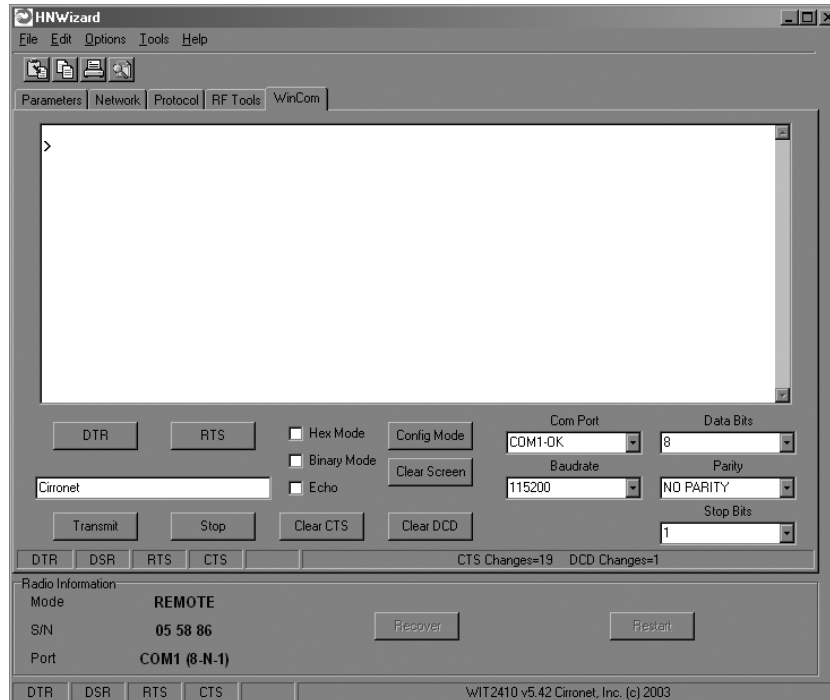 HNWizard
File Edit Options Tools Help
Parameters Network Protocol RF Tools WinCom
>
DTR RTS Hex Mode Config Mode Com Port Data Bits
COM1-OK 8
Binary Mode Clear Screen Baudrate Parity
Cirronet Echo 115200 NO PARITY
Stop Bits
Transmit Stop Clear CTS Clear DCD 1
DTR DSR RTS CTS CTS Changes=19 DCD Changes=1
Radio Information
Mode REMOTE
S/N 05 58 86 Recover Restart
Port COM1 (8-N-1)
DTR DSR RTS CTS WIT2410 v5.42 Cirronet, Inc. (c) 2003